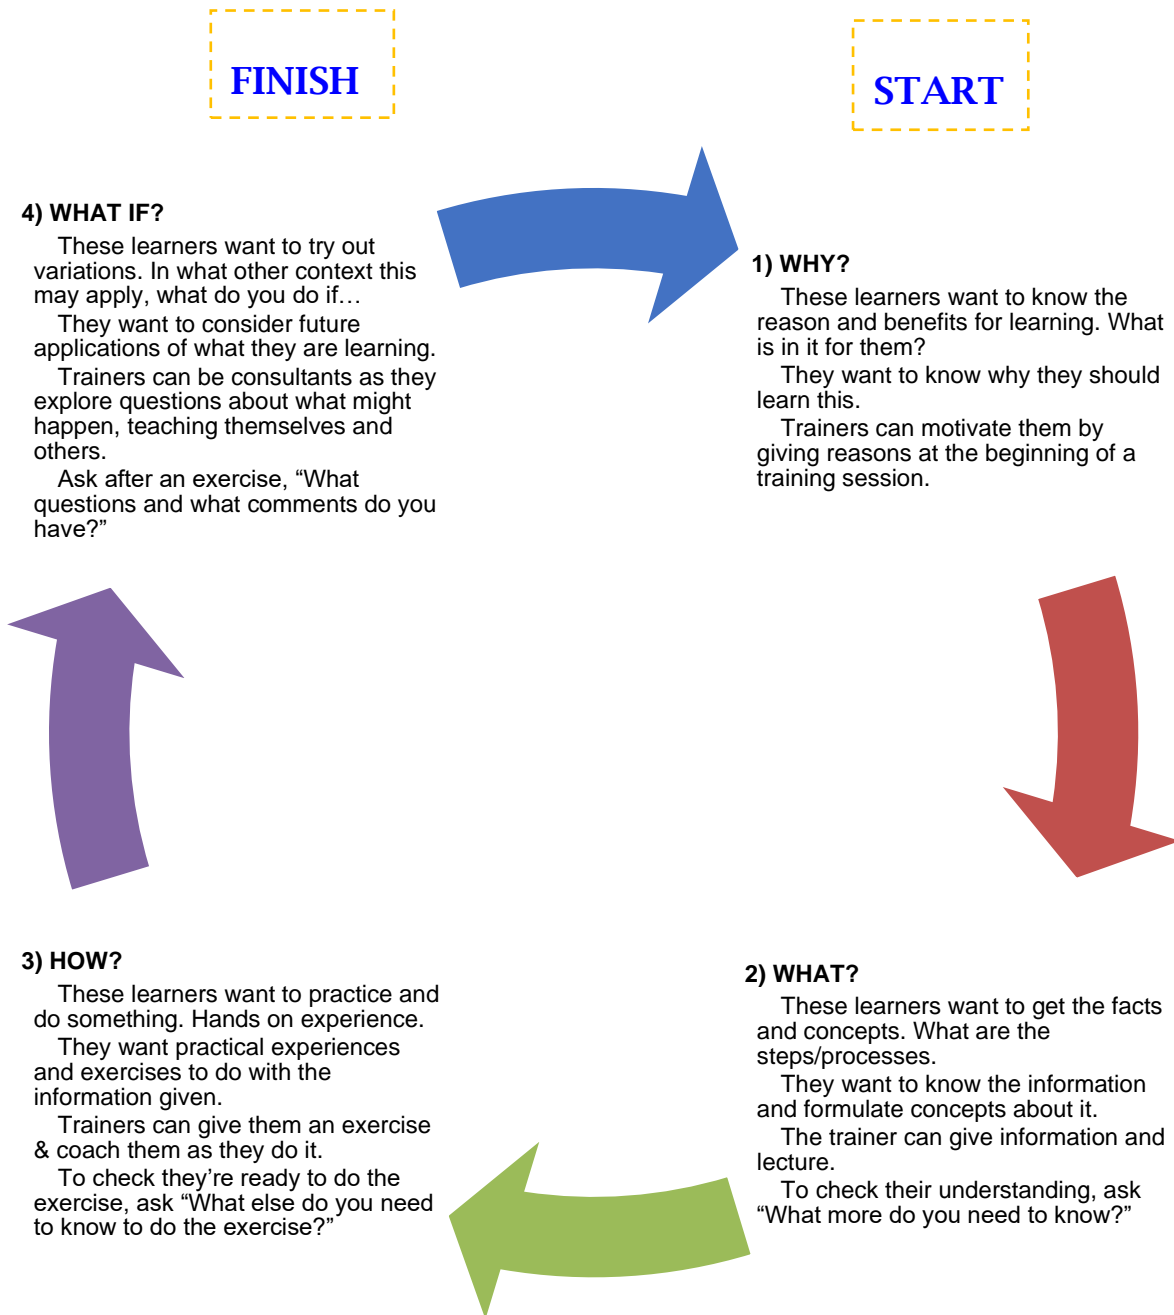 FINISH
START
4) WHAT IF?
These learners want to try out
variations. In what other context this
may apply, what do you do if…
They want to consider future
applications of what they are learning.
Trainers can be consultants as they
explore questions about what might
happen, teaching themselves and
others.
Ask after an exercise, “What
questions and what comments do you
have?”
1) WHY?
These learners want to know the
reason and benefits for learning. What
is in it for them?
They want to know why they should
learn this.
Trainers can motivate them by
giving reasons at the beginning of a
training session.
3) HOW?
These learners want to practice and
do something. Hands on experience.
They want practical experiences
and exercises to do with the
information given.
Trainers can give them an exercise
& coach them as they do it.
To check they’re ready to do the
exercise, ask “What else do you need
to know to do the exercise?”
2) WHAT?
These learners want to get the facts
and concepts. What are the
steps/processes.
They want to know the information
and formulate concepts about it.
The trainer can give information and
lecture.
To check their understanding, ask
“What more do you need to know?”